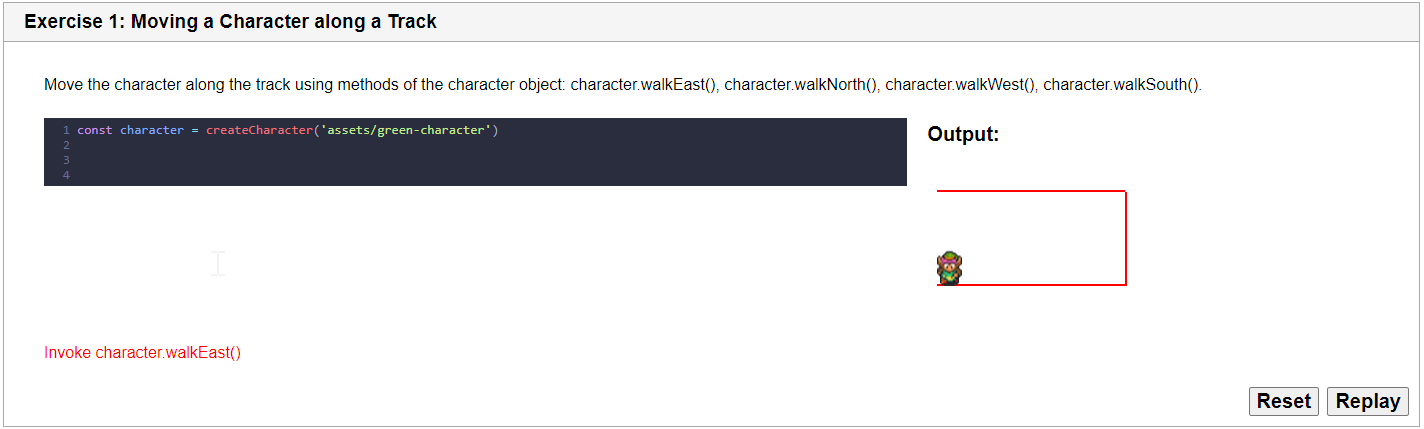 Exercise 1: Moving a Character along a Track
Move the character along the track using methods of the character object: character.walkEast(), character.walkNorth(), character.walkWest(), character.walkSouth().
1 const character = createCharacter('assets/green-character')
2
3
4
Output:
Invoke character.walkEast()
Reset Replay